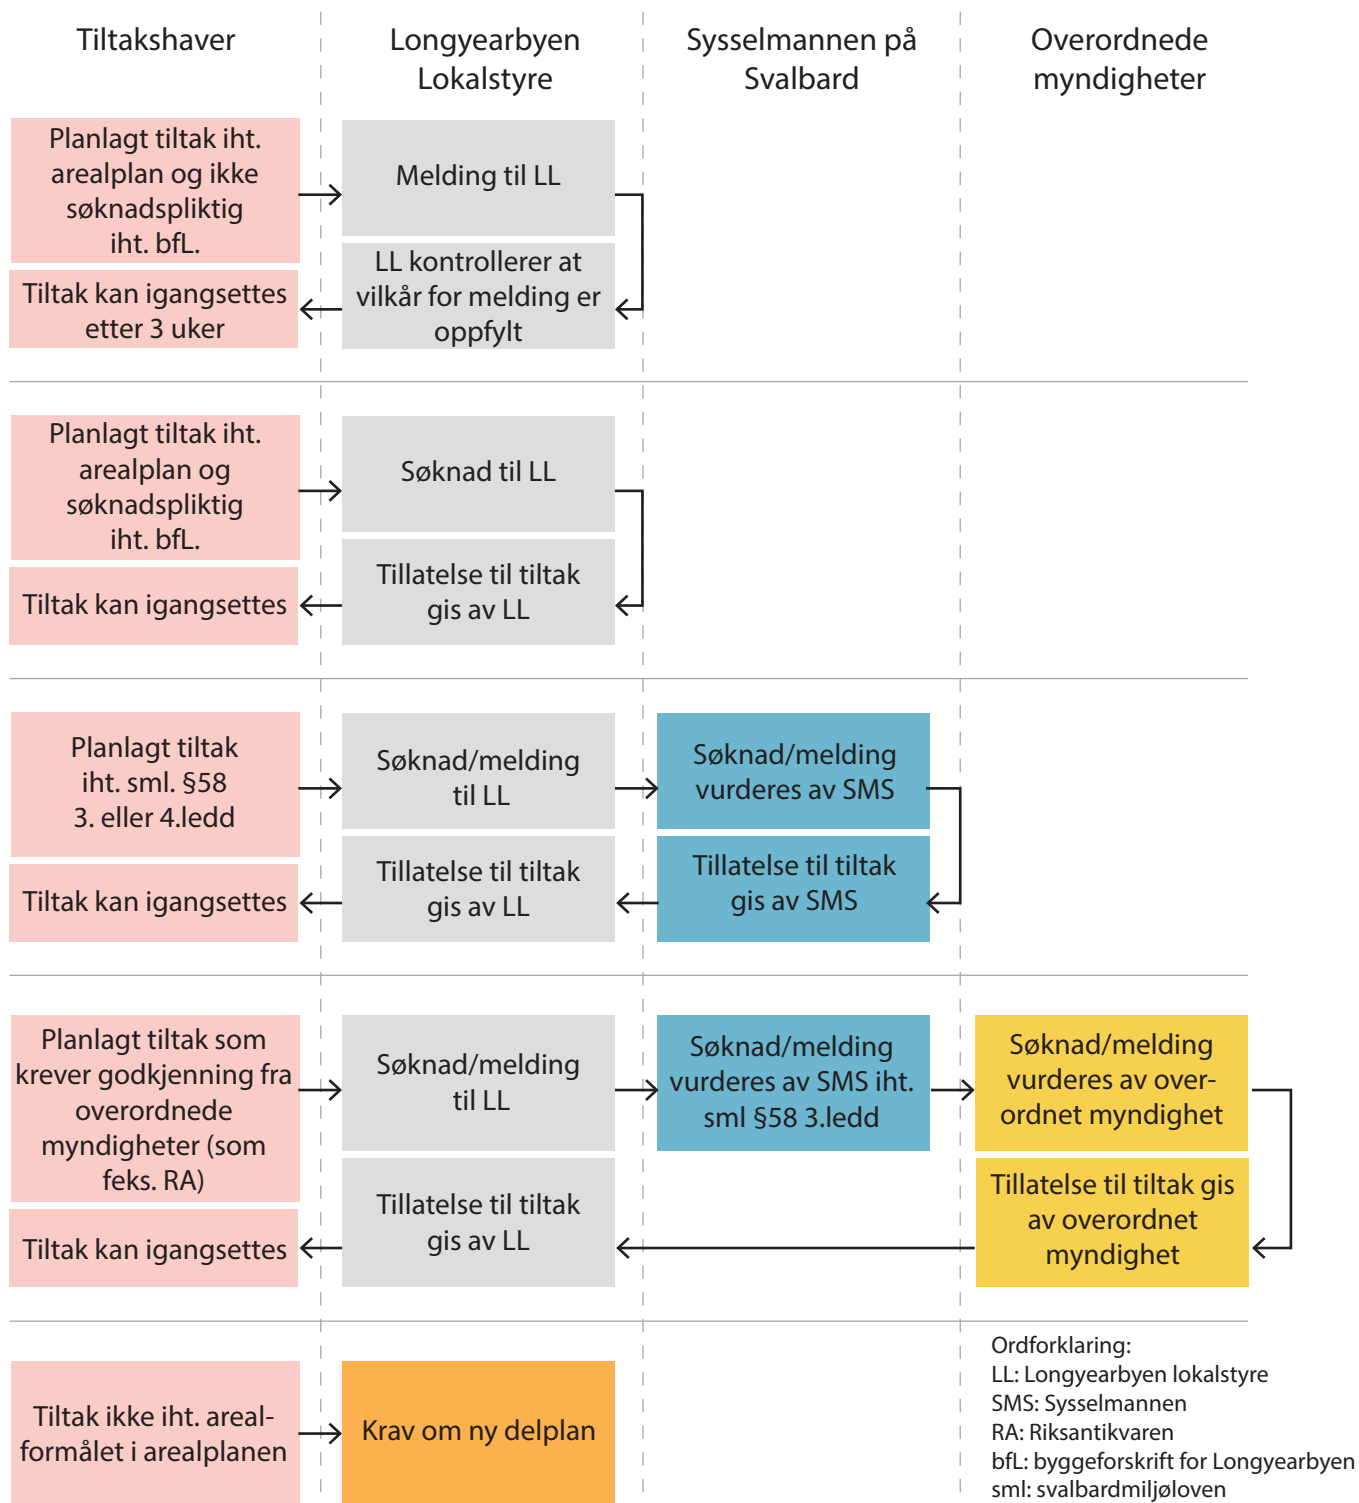 Tiltakshaver
Longyearbyen
Lokalstyre
Sysselmannen på
Svalbard
Overordnede
myndigheter
Planlagt tiltak iht.
arealplan og ikke
søknadspliktig
iht. bfL.
Melding til LL
LL kontrollerer at
vilkår for melding er
oppfylt
Tiltak kan igangsettes
etter 3 uker
Planlagt tiltak iht.
arealplan og
søknadspliktig
iht. bfL.
Søknad til LL
Tillatelse til tiltak
gis av LL
Tiltak kan igangsettes
Planlagt tiltak
iht. sml. §58
3. eller 4.ledd
Søknad/melding
til LL
Søknad/melding
vurderes av SMS
Tillatelse til tiltak
gis av SMS
Tillatelse til tiltak
gis av LL
Tiltak kan igangsettes
Planlagt tiltak som
krever godkjenning fra
overordnede
myndigheter (som
feks. RA)
Søknad/melding
til LL
Søknad/melding
vurderes av SMS iht.
sml §58 3.ledd
Søknad/melding
vurderes av over-
ordnet myndighet
Tillatelse til tiltak gis
av overordnet
myndighet
Tillatelse til tiltak
gis av LL
Tiltak kan igangsettes
Tiltak ikke iht. areal-
formålet i arealplanen
Krav om ny delplan
Ordforklaring:
LL: Longyearbyen lokalstyre
SMS: Sysselmannen
RA: Riksantikvaren
bfL: byggeforskrift for Longyearbyen
sml: svalbardmiljøloven